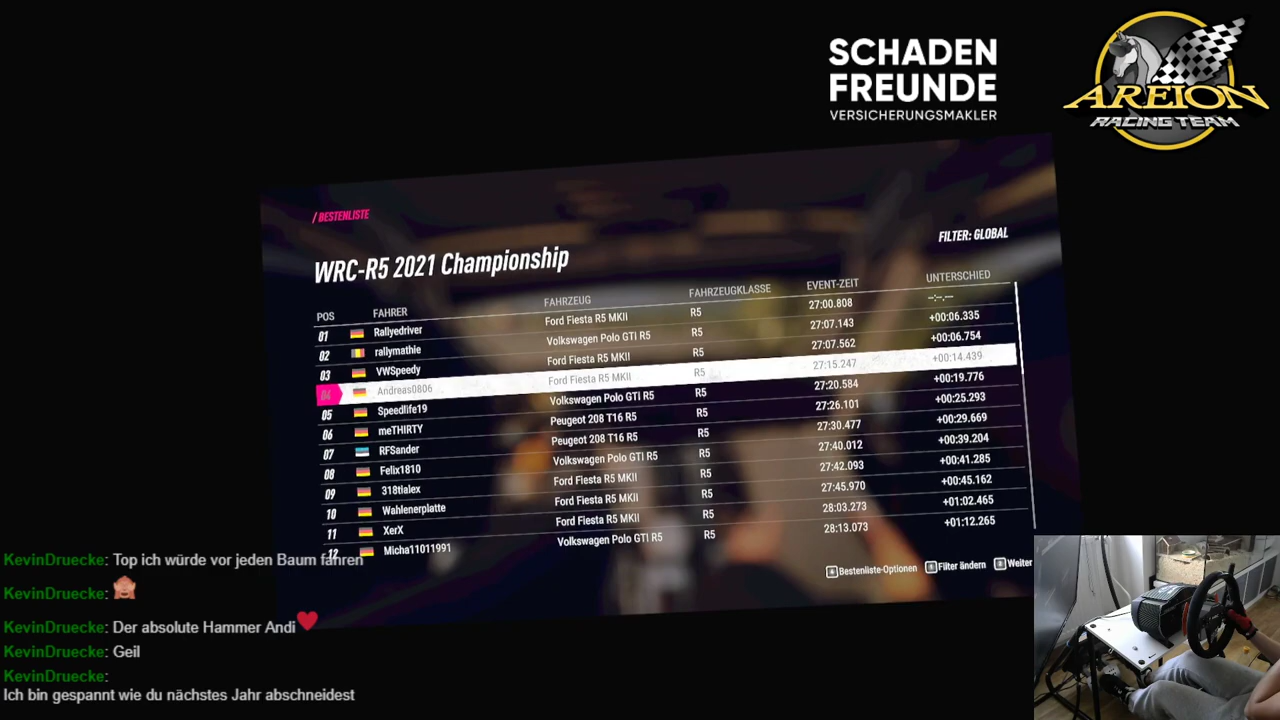 SCHADEN
FREUNDE
VERSICHERUNGSMAKLER
AREION
RACING TEAM
/ BESTENLISTE
FILTER: GLOBAL
WRC-R5 2021 Championship
POS FAHRER FAHRZEUG FAHRZEUGKLASSE EVENT-ZEIT UNTERSCHIED
01 Rallyedriver Ford Fiesta R5 MKII R5 27:00.808 --:--.---
02 rallymathie Volkswagen Polo GTI R5 R5 27:07.143 +00:06.335
03 VWSpeedy Ford Fiesta R5 MKII R5 27:07.562 +00:06.754
04 Andreas0806 Ford Fiesta R5 MKII R5 27:15.247 +00:14.439
05 Speedlife19 Volkswagen Polo GTI R5 R5 27:20.584 +00:19.776
06 meTHIRTY Peugeot 208 T16 R5 R5 27:26.101 +00:25.293
07 RFSander Peugeot 208 T16 R5 R5 27:30.477 +00:29.669
08 Felix1810 Volkswagen Polo GTI R5 R5 27:40.012 +00:39.204
09 318tialex Ford Fiesta R5 MKII R5 27:42.093 +00:41.285
10 Wahlenerplatte Ford Fiesta R5 MKII R5 27:45.970 +00:45.162
11 XerX Ford Fiesta R5 MKII R5 28:03.273 +01:02.465
12 Micha11011991 Volkswagen Polo GTI R5 R5 28:13.073 +01:12.265
Bestenliste-Optionen Filter ändern Weiter
KevinDruecke: Top ich würde vor jeden Baum fahren
KevinDruecke:
KevinDruecke: Der absolute Hammer Andi
KevinDruecke: Geil
KevinDruecke:
Ich bin gespannt wie du nächstes Jahr abschneidest